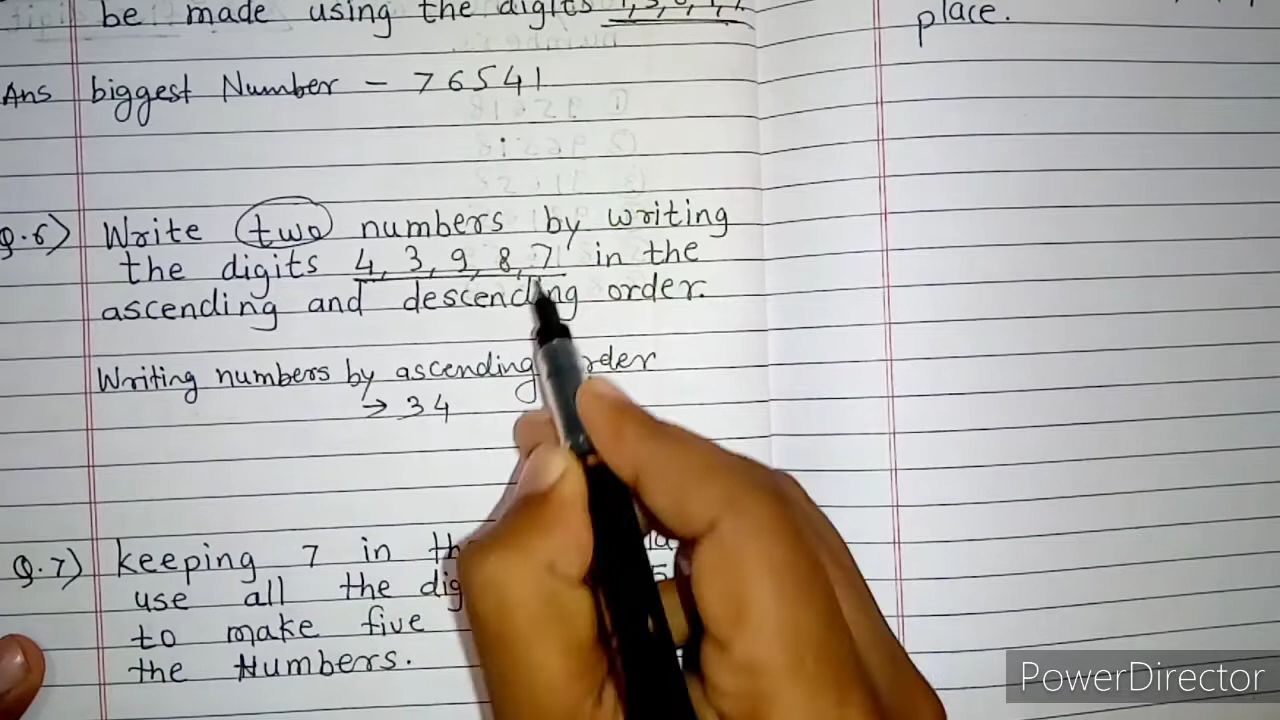 be made using the digits
place.
Ans biggest Number - 76541
Q.6) Write two numbers by writing
the digits 4, 3, 9, 8, 7 in the
ascending and descending order.
Writing numbers by ascending order
→ 34
Q.7) keeping 7 in
use all the
to make five
the Numbers.
PowerDirector